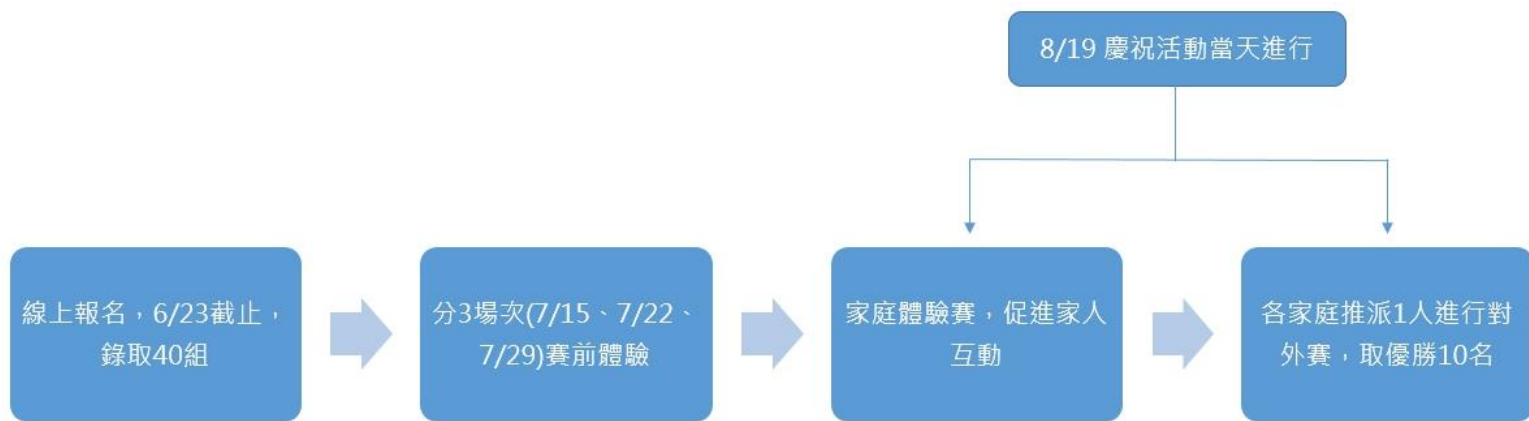 8/19 慶祝活動當天進行
線上報名，6/23截止，
錄取40組
分3場次(7/15、7/22、
7/29)賽前體驗
家庭體驗賽，促進家人
互動
各家庭推派1人進行對
外賽，取優勝10名